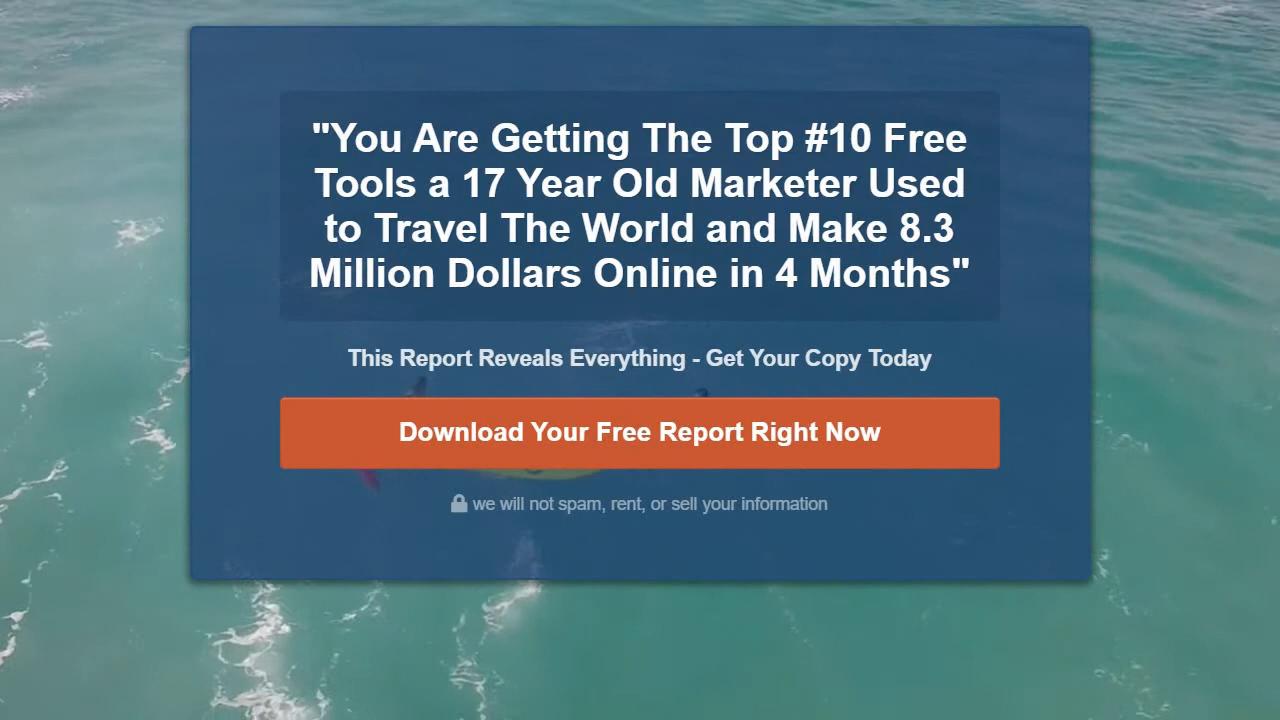 "You Are Getting The Top #10 Free
Tools a 17 Year Old Marketer Used
to Travel The World and Make 8.3
Million Dollars Online in 4 Months"
This Report Reveals Everything - Get Your Copy Today
Download Your Free Report Right Now
we will not spam, rent, or sell your information